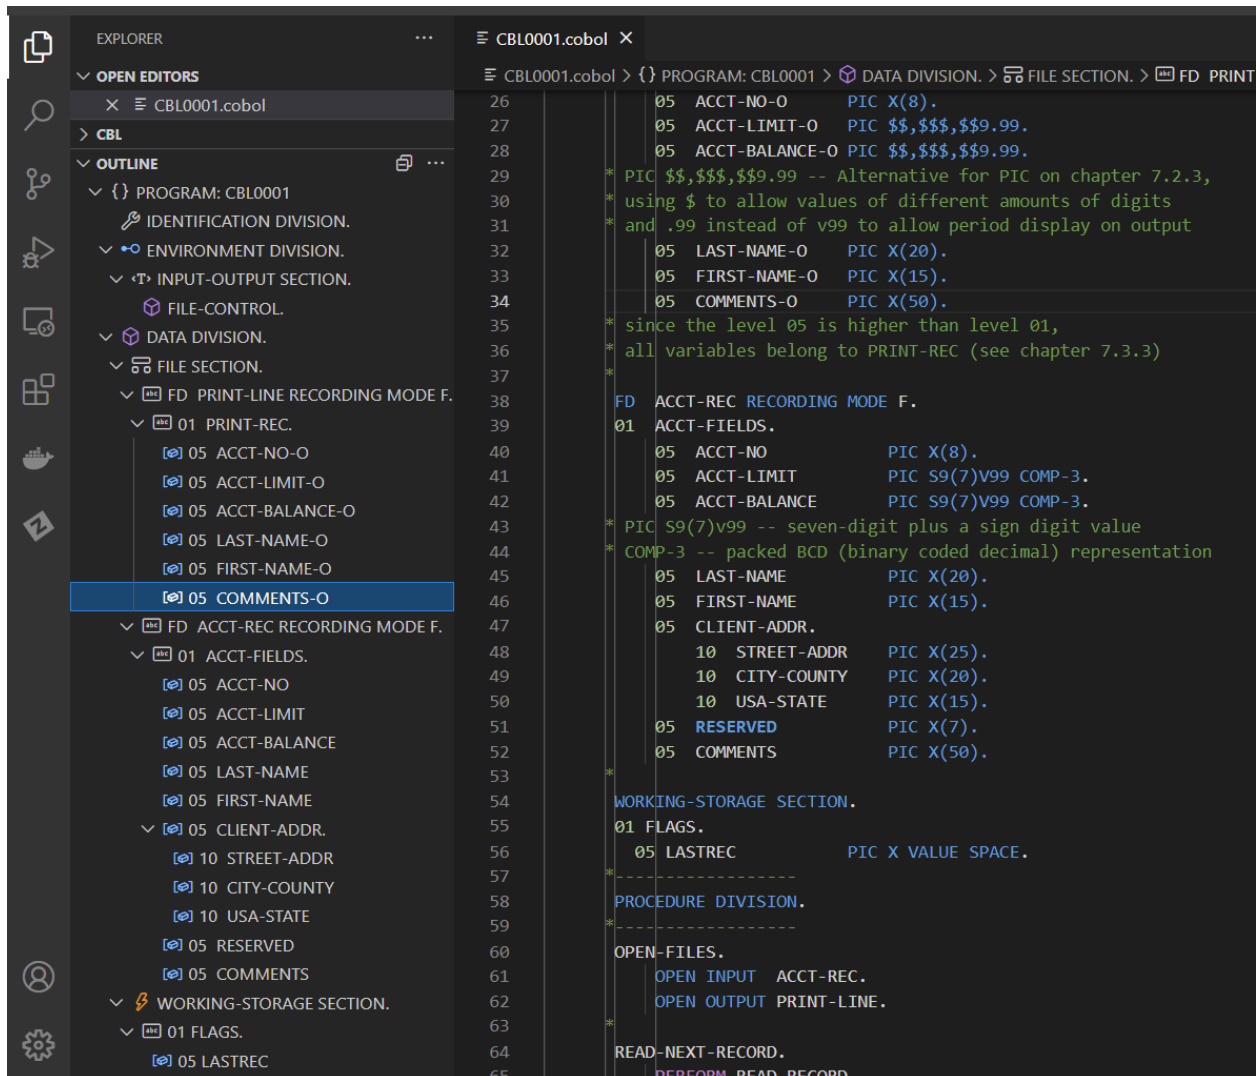 EXPLORER ···
OPEN EDITORS
CBL0001.cobol
CBL
OUTLINE ···
{} PROGRAM: CBL0001
IDENTIFICATION DIVISION.
ENVIRONMENT DIVISION.
INPUT-OUTPUT SECTION.
FILE-CONTROL.
DATA DIVISION.
FILE SECTION.
FD  PRINT-LINE RECORDING MODE F.
01  PRINT-REC.
05  ACCT-NO-O
05  ACCT-LIMIT-O
05  ACCT-BALANCE-O
05  LAST-NAME-O
05  FIRST-NAME-O
05  COMMENTS-O
FD  ACCT-REC RECORDING MODE F.
01  ACCT-FIELDS.
05  ACCT-NO
05  ACCT-LIMIT
05  ACCT-BALANCE
05  LAST-NAME
05  FIRST-NAME
05  CLIENT-ADDR.
10  STREET-ADDR
10  CITY-COUNTY
10  USA-STATE
05  RESERVED
05  COMMENTS
WORKING-STORAGE SECTION.
01 FLAGS.
05 LASTREC
CBL0001.cobol ×
CBL0001.cobol > {} PROGRAM: CBL0001 > DATA DIVISION. > FILE SECTION. > FD  PRINT
26 05  ACCT-NO-O      PIC X(8).
27 05  ACCT-LIMIT-O   PIC $$,$$$,$$9.99.
28 05  ACCT-BALANCE-O PIC $$,$$$,$$9.99.
29 * PIC $$,$$$,$$9.99 -- Alternative for PIC on chapter 7.2.3,
30 * using $ to allow values of different amounts of digits
31 * and .99 instead of v99 to allow period display on output
32 05  LAST-NAME-O    PIC X(20).
33 05  FIRST-NAME-O   PIC X(15).
34 05  COMMENTS-O     PIC X(50).
35 * since the level 05 is higher than level 01,
36 * all variables belong to PRINT-REC (see chapter 7.3.3)
37 *
38 FD  ACCT-REC RECORDING MODE F.
39 01  ACCT-FIELDS.
40 05  ACCT-NO            PIC X(8).
41 05  ACCT-LIMIT         PIC S9(7)V99 COMP-3.
42 05  ACCT-BALANCE       PIC S9(7)V99 COMP-3.
43 * PIC S9(7)v99 -- seven-digit plus a sign digit value
44 * COMP-3 -- packed BCD (binary coded decimal) representation
45 05  LAST-NAME          PIC X(20).
46 05  FIRST-NAME         PIC X(15).
47 05  CLIENT-ADDR.
48 10  STREET-ADDR    PIC X(25).
49 10  CITY-COUNTY    PIC X(20).
50 10  USA-STATE      PIC X(15).
51 05  RESERVED           PIC X(7).
52 05  COMMENTS           PIC X(50).
53 *
54 WORKING-STORAGE SECTION.
55 01 FLAGS.
56 05 LASTREC           PIC X VALUE SPACE.
57 *------------------
58 PROCEDURE DIVISION.
59 *------------------
60 OPEN-FILES.
61 OPEN INPUT  ACCT-REC.
62 OPEN OUTPUT PRINT-LINE.
63 *
64 READ-NEXT-RECORD.
65 PERFORM READ-RECORD